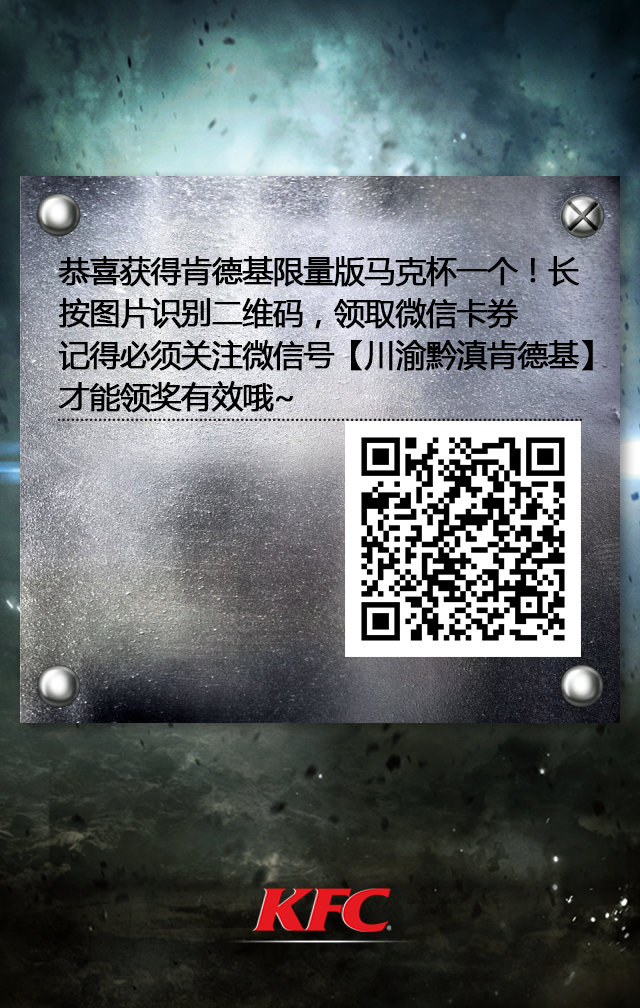 恭喜获得肯德基限量版马克杯一个！长
按图片识别二维码，领取微信卡券
记得必须关注微信号【川渝黔滇肯德基】
才能领奖有效哦~
KFC